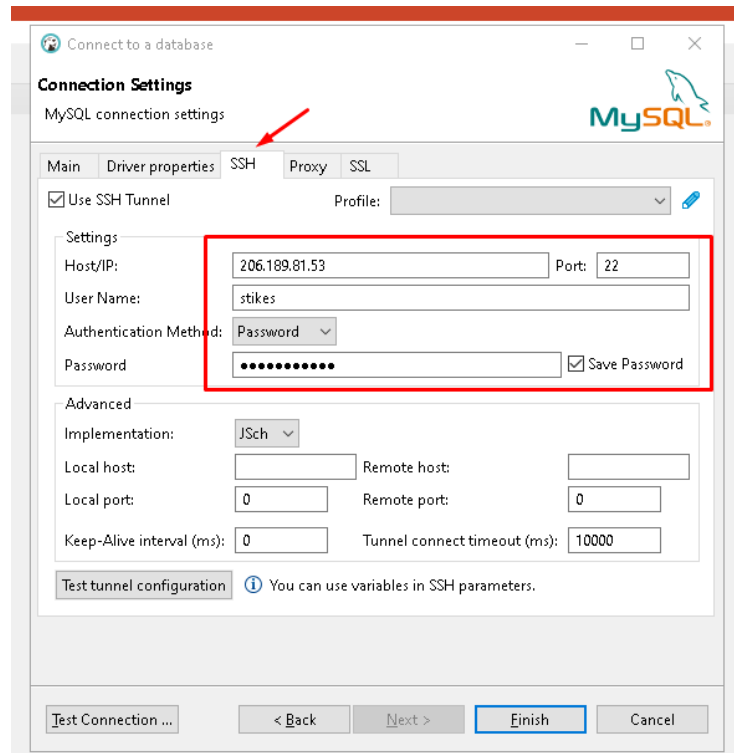 Connect to a database
Connection Settings
MySQL connection settings
MySQL®
Main Driver properties SSH Proxy SSL
Use SSH Tunnel Profile:
Settings
Host/IP: 206.189.81.53 Port: 22
User Name: stikes
Authentication Method: Password
Password ●●●●●●●●●●● Save Password
Advanced
Implementation: JSch
Local host: Remote host:
Local port: 0 Remote port: 0
Keep-Alive interval (ms): 0 Tunnel connect timeout (ms): 10000
Test tunnel configuration You can use variables in SSH parameters.
Test Connection ... < Back Next > Finish Cancel